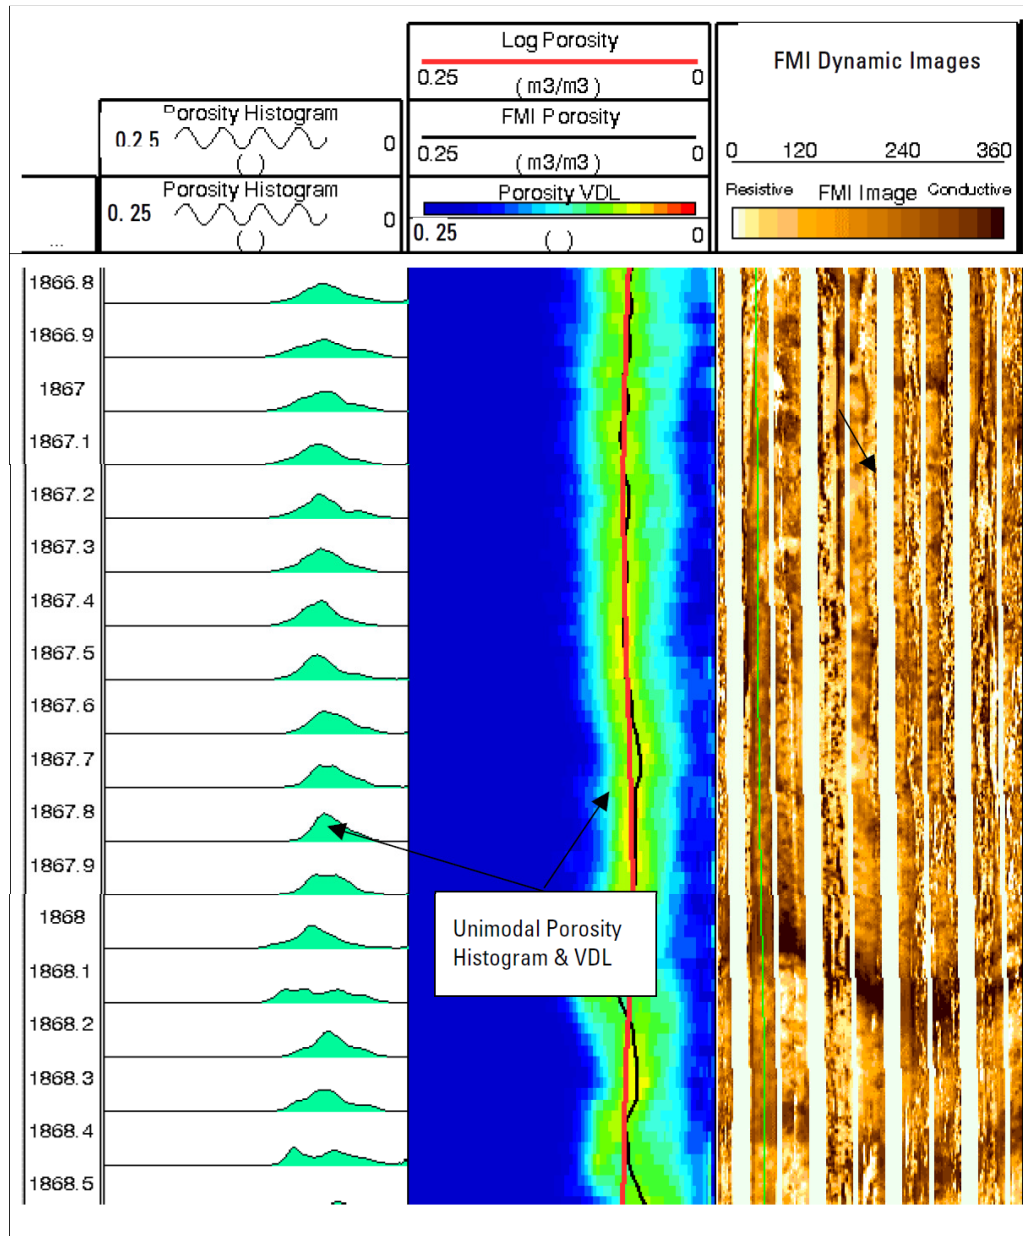 Porosity Histogram
0.2 5
0
( )
Porosity Histogram
0. 25
0
( )
...
Log Porosity
0.25
0
( m3/m3 )
FMI Porosity
0.25
0
( m3/m3 )
Porosity VDL
0. 25
0
( )
FMI Dynamic Images
0 120 240 360
Resistive FMI Image Conductive
1866.8
1866.9
1867
1867.1
1867.2
1867.3
1867.4
1867.5
1867.6
1867.7
1867.8
1867.9
1868
1868.1
1868.2
1868.3
1868.4
1868.5
Unimodal Porosity
Histogram & VDL